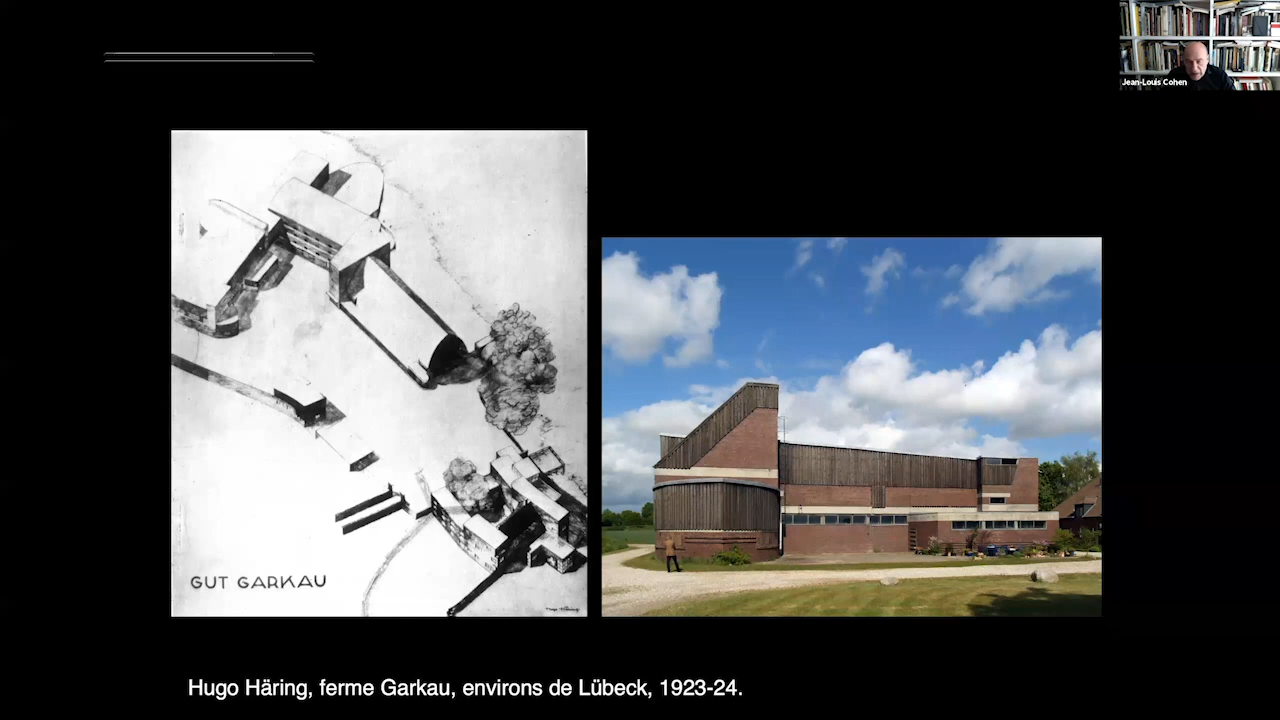 Jean-Louis Cohen
GUT GARKAU
Hugo Häring, ferme Garkau, environs de Lübeck, 1923-24.